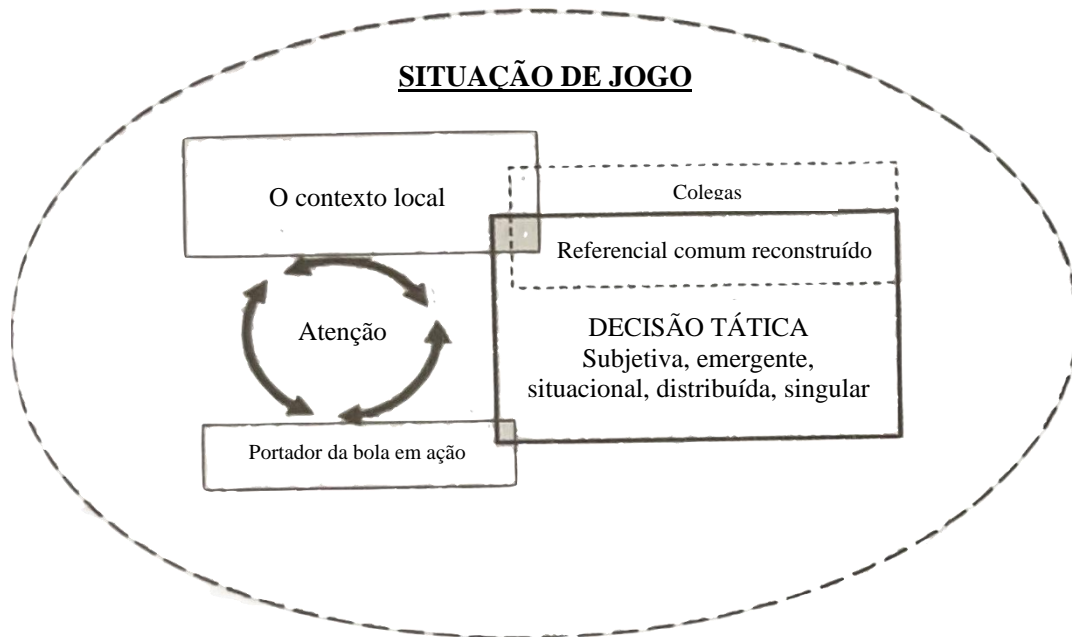 SITUAÇÃO DE JOGO
O contexto local
Colegas
Referencial comum reconstruído
Atenção
DECISÃO TÁTICA
Subjetiva, emergente,
situacional, distribuída, singular
Portador da bola em ação